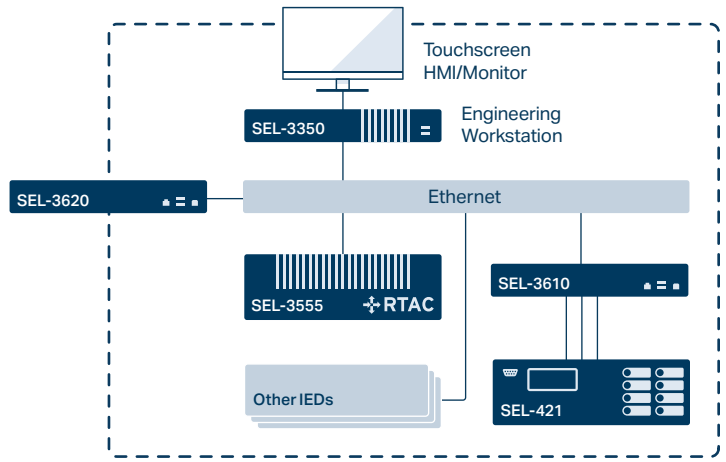 Touchscreen
HMI/Monitor
SEL-3350
Engineering
Workstation
SEL-3620
Ethernet
SEL-3555
RTAC
SEL-3610
Other IEDs
SEL-421